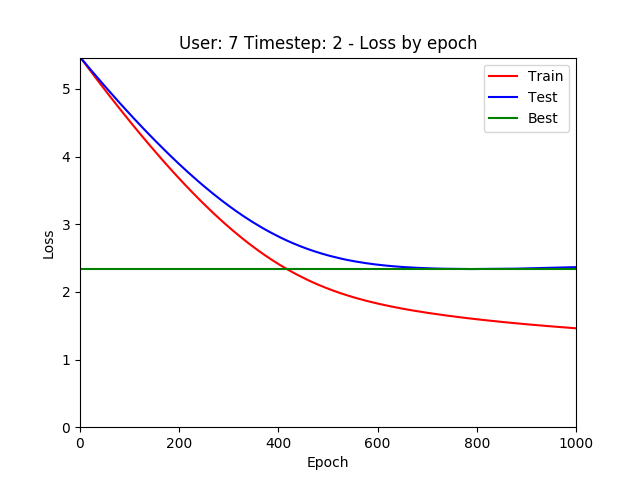 User: 7 Timestep: 2 - Loss by epoch
Train
Test
Best
5
4
3
2
1
0
Loss
0 200 400 600 800 1000
Epoch